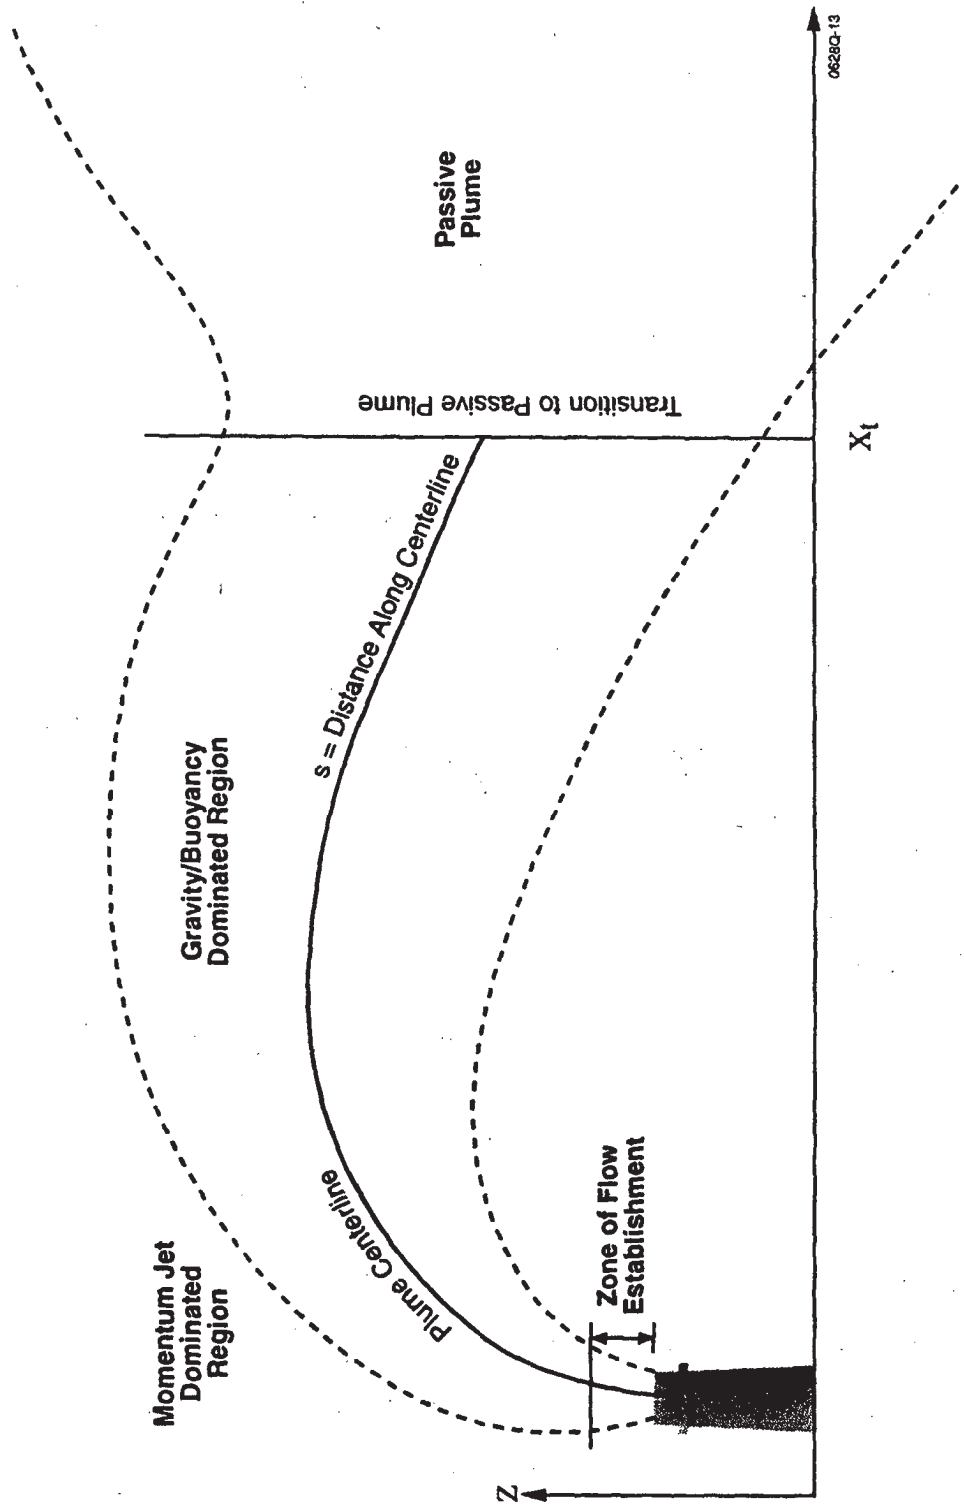 Momentum Jet
Dominated
Region
Gravity/Buoyancy
Dominated Region
Passive
Plume
Plume Centerline
s = Distance Along Centerline
Transition to Passive Plume
Zone of Flow
Establishment
Z
Xt
0628Q-13